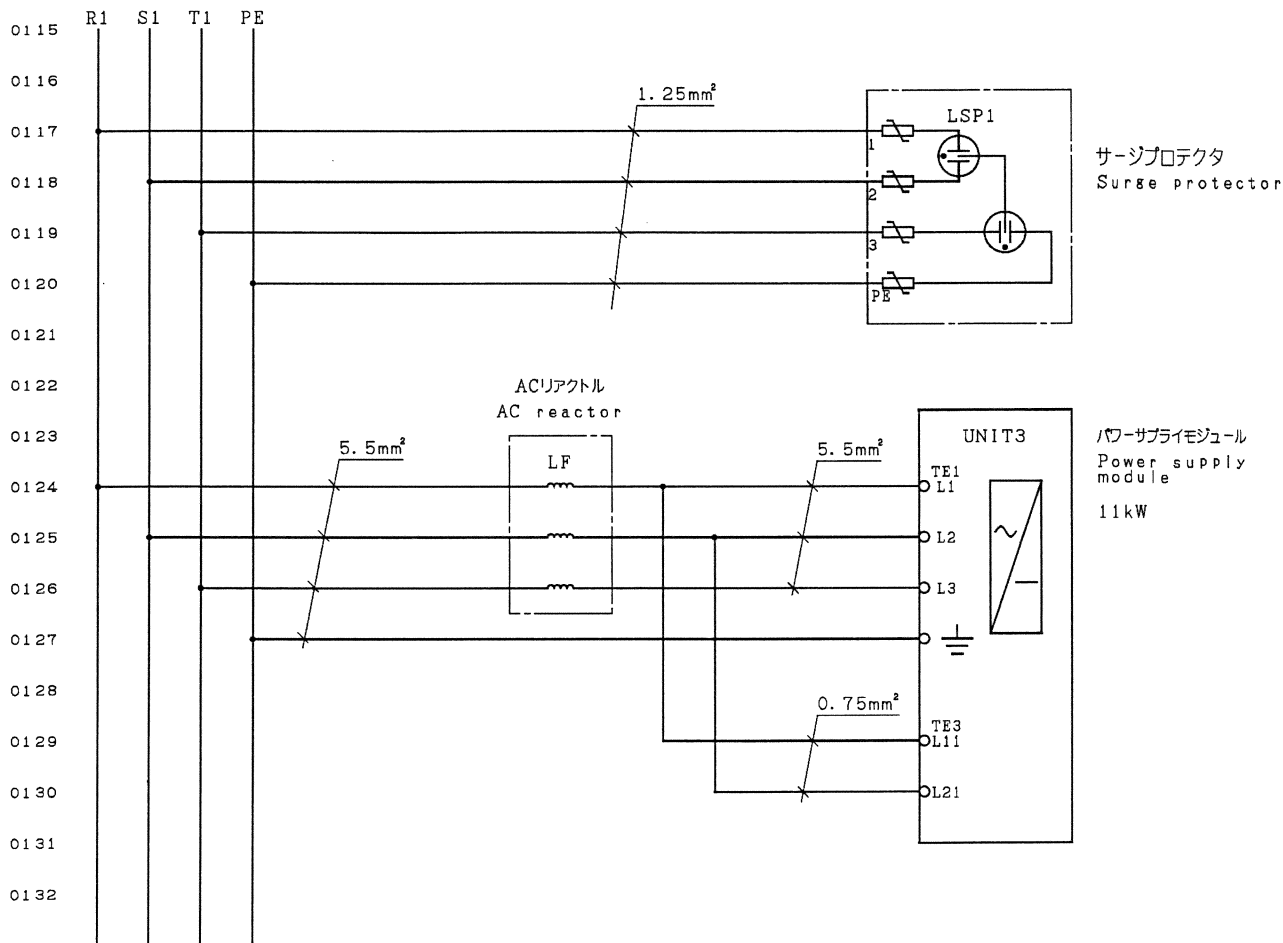 R1 S1 T1 PE
0115
0116
1.25mm²
LSP1
0117
1
サージプロテクタ
Surge protector
0118
2
0119
3
0120
PE
0121
0122
ACリアクトル
AC reactor
0123
5.5mm²
LF
5.5mm²
UNIT3
パワーサプライモジュール
Power supply
module
11kW
0124
TE1
L1
0125
L2
0126
L3
0127
0128
0.75mm²
0129
TE3
L11
0130
L21
0131
0132